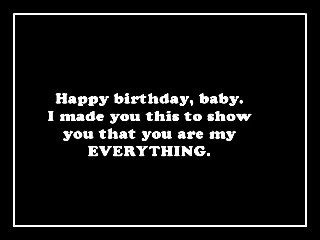 Happy birthday, baby.
I made you this to show
you that you are my
EVERYTHING.